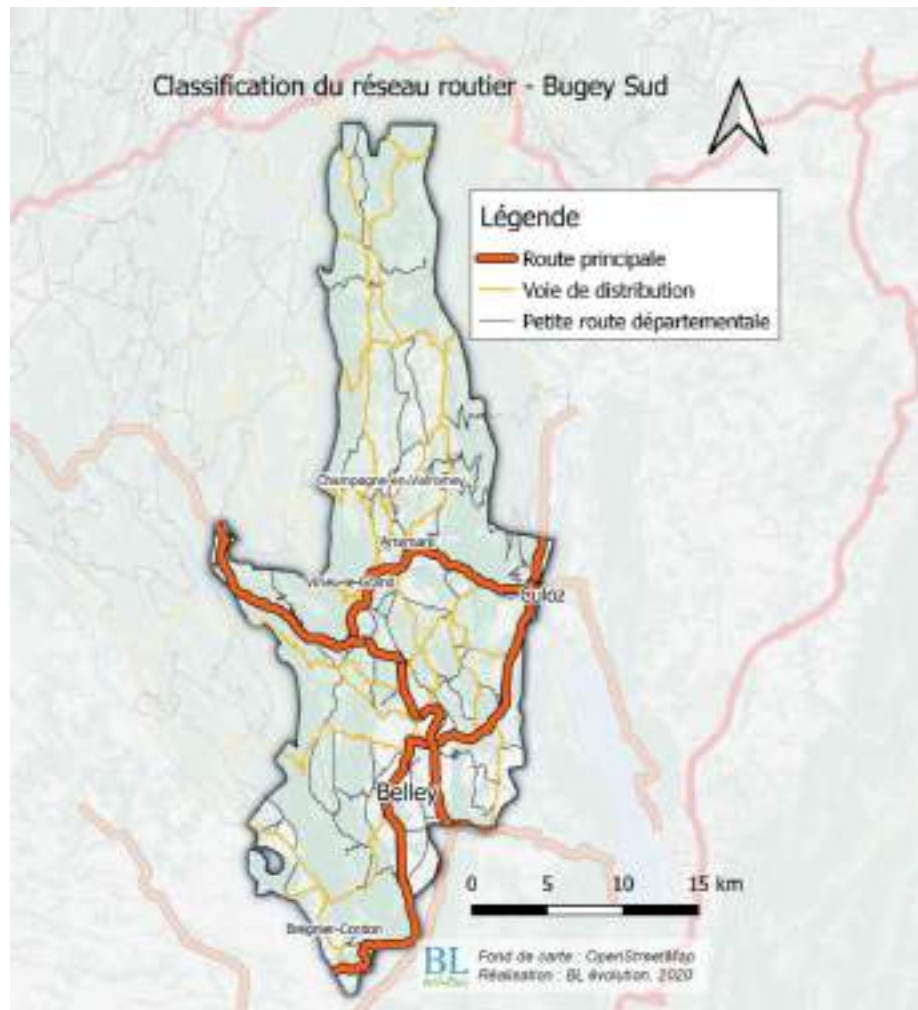 Classification du réseau routier - Bugey Sud
Légende
Route principale
Voie de distribution
Petite route départementale
Champagne-en-Valromey
Artemare
Virieu-le-Grand
Culoz
Belley
0 5 10 15 km
Brégnier-Cordon
BL
Fond de carte : OpenStreetMap
Réalisation : BL évolution, 2020